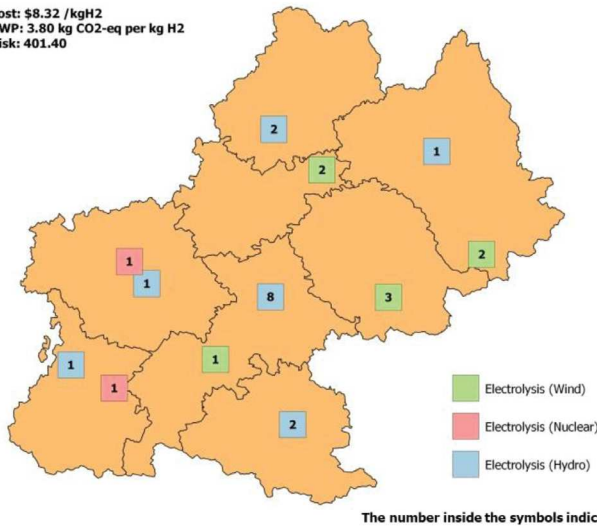 ost: $8.32 /kgH2
WP: 3.80 kg CO2-eq per kg H2
isk: 401.40
2
1
2
2
1
1
8
3
1
1
1
2
Electrolysis (Wind)
Electrolysis (Nuclear)
Electrolysis (Hydro)
The number inside the symbols indic